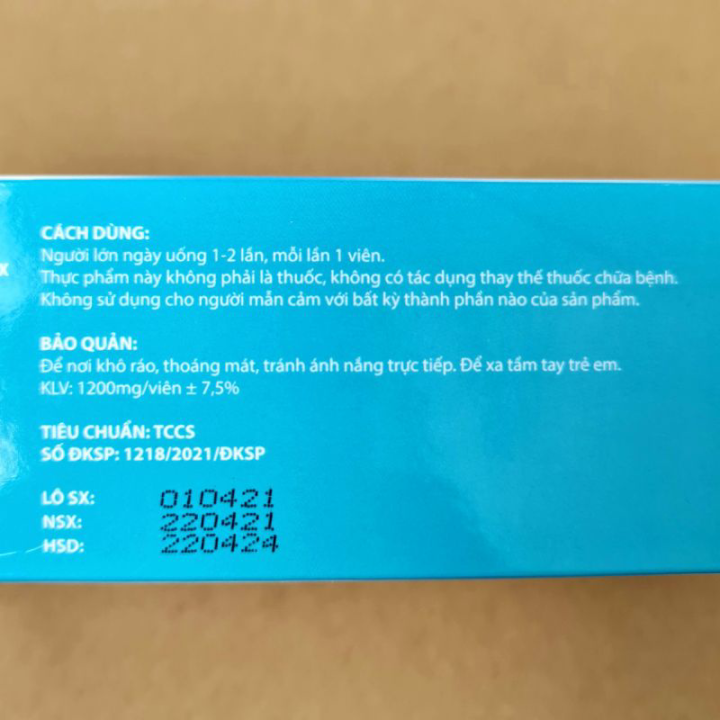 CÁCH DÙNG:
Người lớn ngày uống 1-2 lần, mỗi lần 1 viên.
Thực phẩm này không phải là thuốc, không có tác dụng thay thế thuốc chữa bệnh.
Không sử dụng cho người mẫn cảm với bất kỳ thành phần nào của sản phẩm.
BẢO QUẢN:
Để nơi khô ráo, thoáng mát, tránh ánh nắng trực tiếp. Để xa tầm tay trẻ em.
KLV: 1200mg/viên ± 7,5%
TIÊU CHUẨN: TCCS
SỐ ĐKSP: 1218/2021/ĐKSP
LÔ SX: 010421
NSX: 220421
HSD: 220424